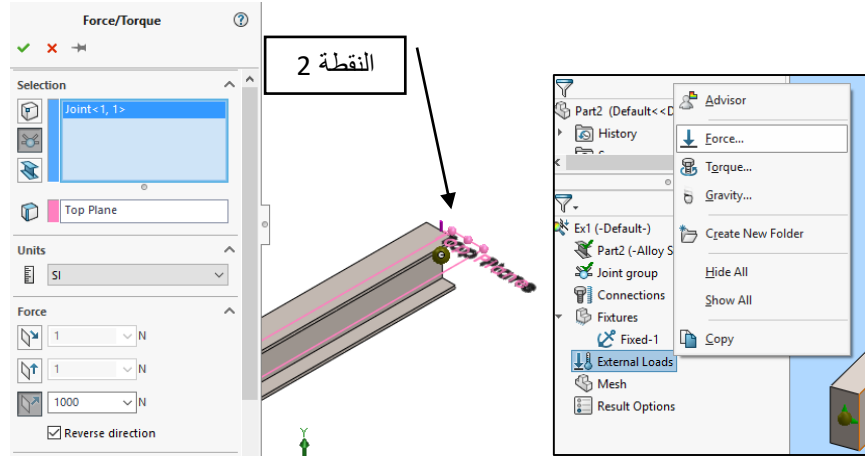 Force/Torque
Selection
Joint<1, 1>
Top Plane
Units
SI
Force
1 N
1 N
1000 N
Reverse direction
النقطة 2
Top Plane
Y
Part2 (Default<<D
History
Ex1 (-Default-)
Part2 (-Alloy S
Joint group
Connections
Fixtures
Fixed-1
External Loads
Mesh
Result Options
Advisor
Force...
Torque...
Gravity...
Create New Folder
Hide All
Show All
Copy